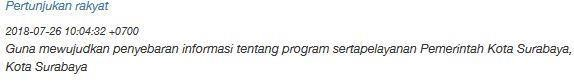 Pertunjukan rakyat
2018-07-26 10:04:32 +0700
Guna mewujudkan penyebaran informasi tentang program sertapelayanan Pemerintah Kota Surabaya,
Kota Surabaya